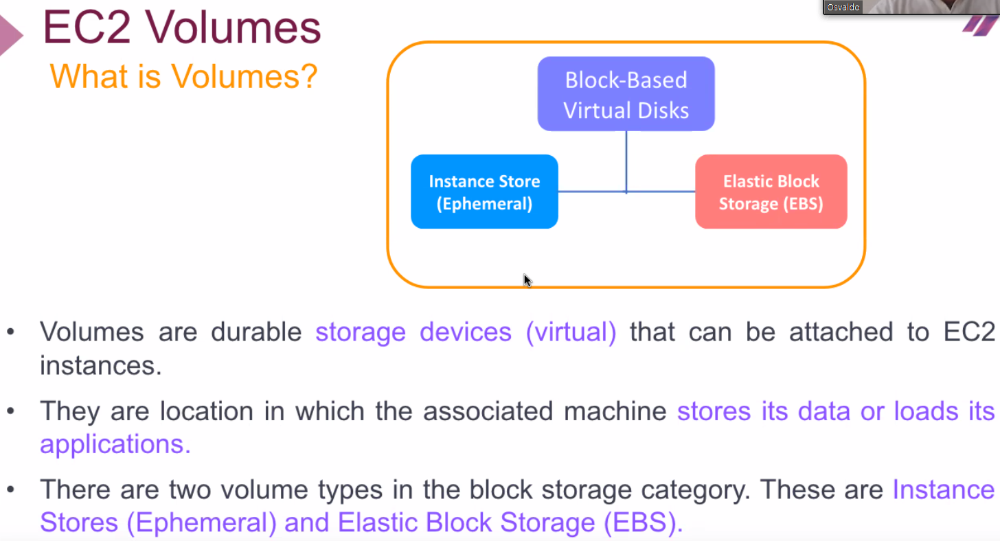 Osvaldo
EC2 Volumes
What is Volumes?
Block-Based
Virtual Disks
Instance Store
(Ephemeral)
Elastic Block
Storage (EBS)
• Volumes are durable storage devices (virtual) that can be attached to EC2
instances.
• They are location in which the associated machine stores its data or loads its
applications.
• There are two volume types in the block storage category. These are Instance
Stores (Ephemeral) and Elastic Block Storage (EBS).